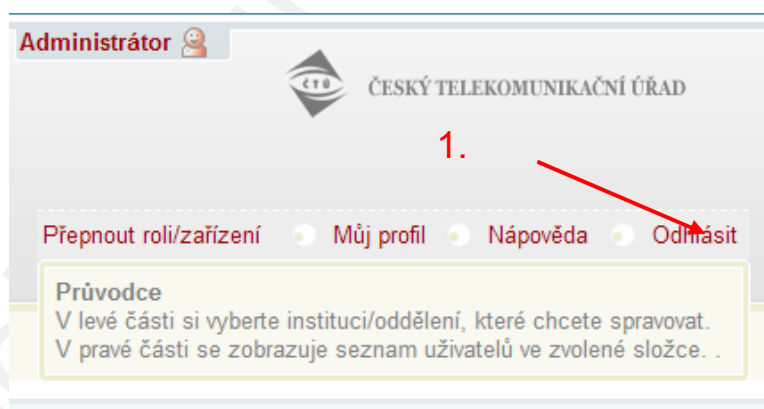 Administrátor
ČTÚ
ČESKÝ TELEKOMUNIKAČNÍ ÚŘAD
1.
Přepnout roli/zařízení Můj profil Nápověda Odhlásit
Průvodce
V levé části si vyberte instituci/oddělení, které chcete spravovat.
V pravé části se zobrazuje seznam uživatelů ve zvolené složce. .